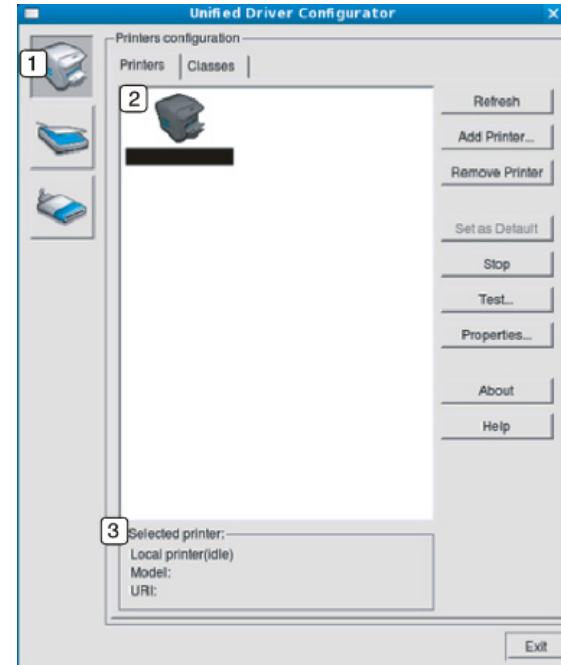 Unified Driver Configurator
1
Printers configuration
Printers
Classes
2
Refresh
Add Printer...
Remove Printer
Set as Default
Stop
Test...
Properties...
About
Help
3
Selected printer:
Local printer(idle)
Model:
URI:
Exit